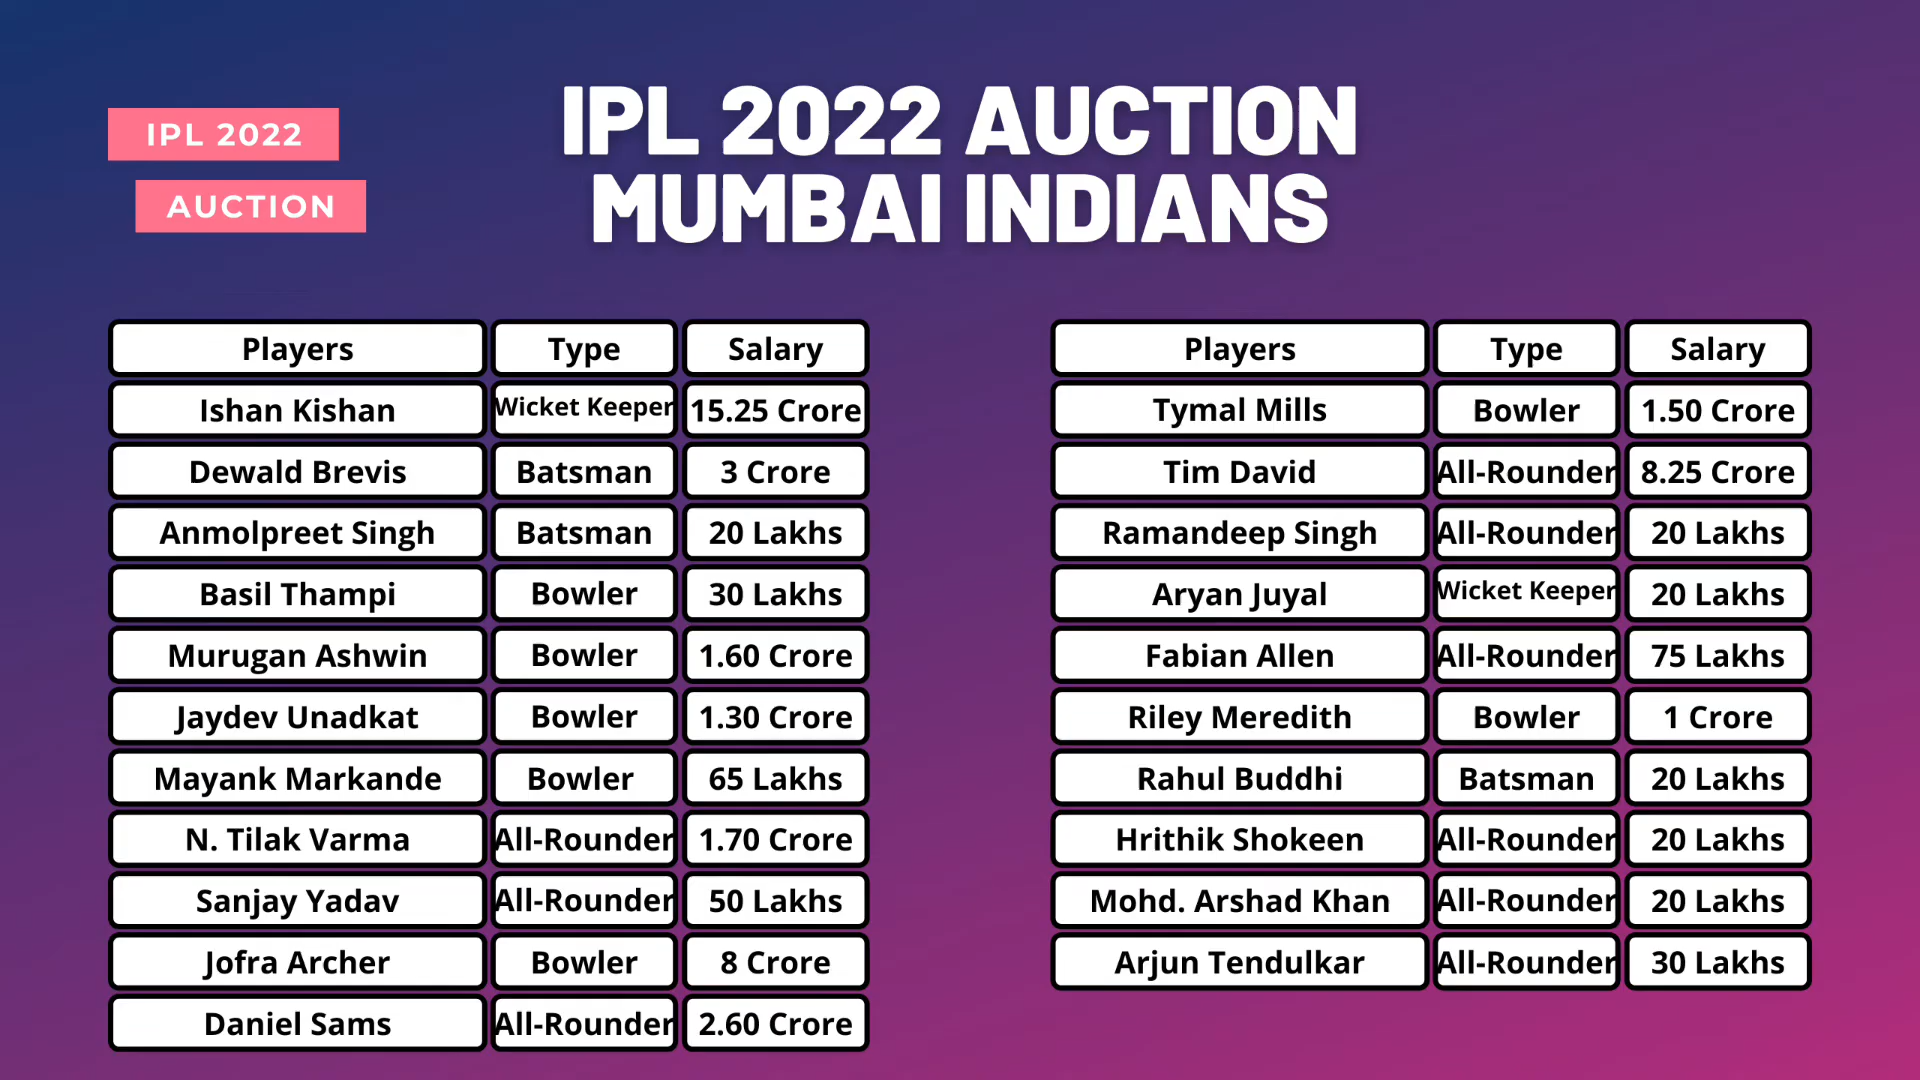 IPL 2022
AUCTION
IPL 2022 AUCTION
MUMBAI INDIANS
Players Type Salary
Ishan Kishan Wicket Keeper 15.25 Crore
Dewald Brevis Batsman 3 Crore
Anmolpreet Singh Batsman 20 Lakhs
Basil Thampi Bowler 30 Lakhs
Murugan Ashwin Bowler 1.60 Crore
Jaydev Unadkat Bowler 1.30 Crore
Mayank Markande Bowler 65 Lakhs
N. Tilak Varma All-Rounder 1.70 Crore
Sanjay Yadav All-Rounder 50 Lakhs
Jofra Archer Bowler 8 Crore
Daniel Sams All-Rounder 2.60 Crore
Players Type Salary
Tymal Mills Bowler 1.50 Crore
Tim David All-Rounder 8.25 Crore
Ramandeep Singh All-Rounder 20 Lakhs
Aryan Juyal Wicket Keeper 20 Lakhs
Fabian Allen All-Rounder 75 Lakhs
Riley Meredith Bowler 1 Crore
Rahul Buddhi Batsman 20 Lakhs
Hrithik Shokeen All-Rounder 20 Lakhs
Mohd. Arshad Khan All-Rounder 20 Lakhs
Arjun Tendulkar All-Rounder 30 Lakhs